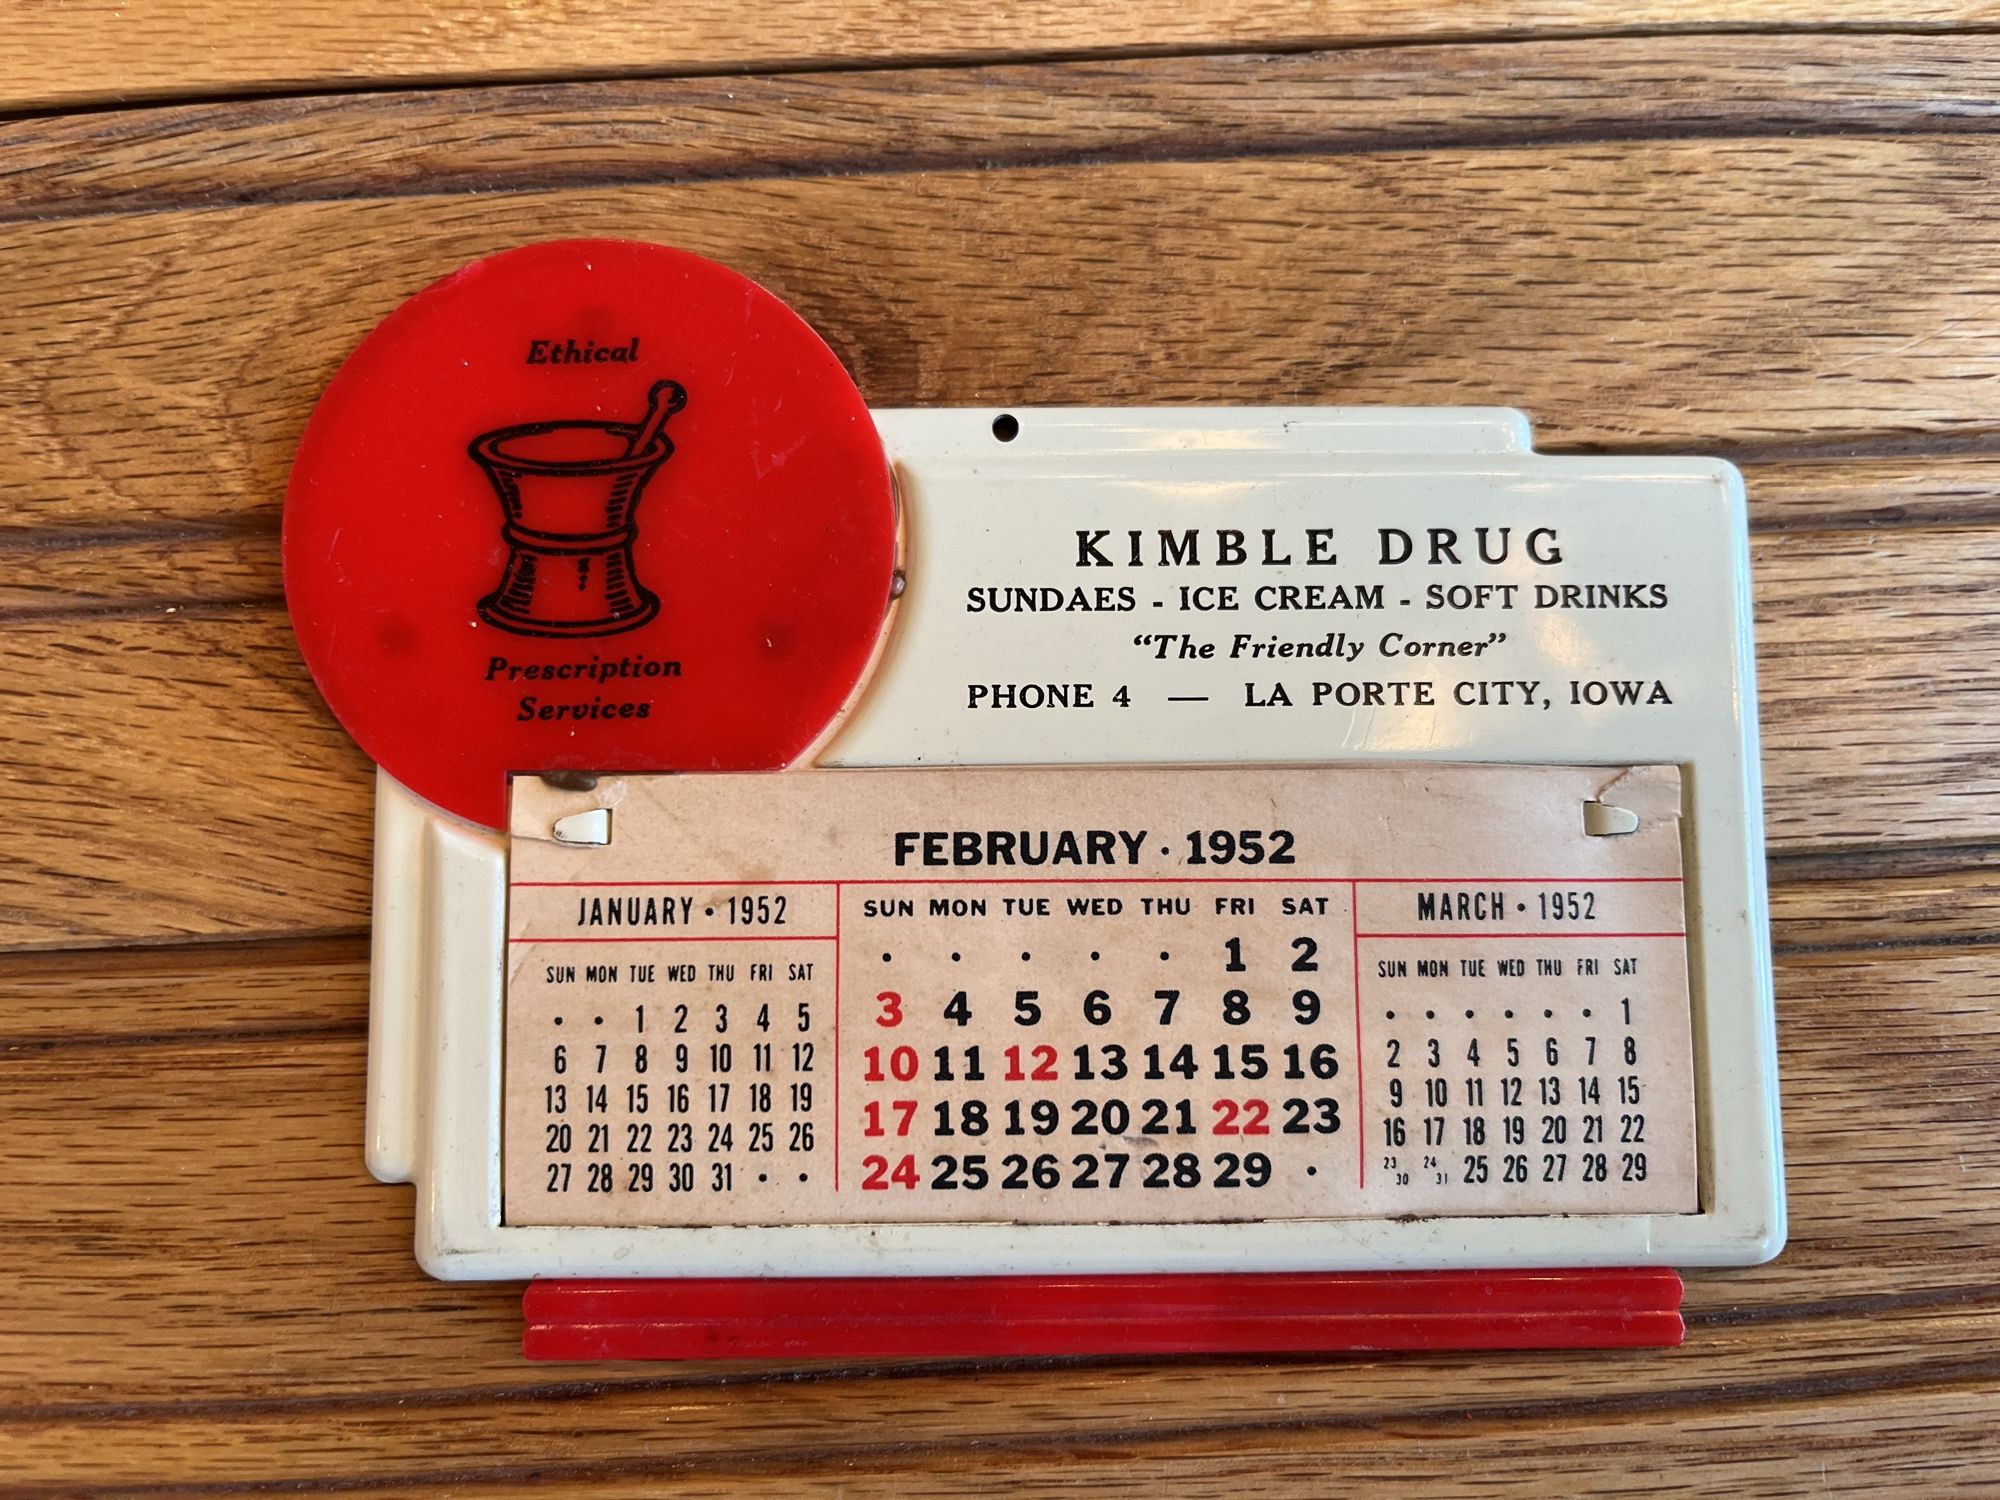 Ethical
Prescription
Services
KIMBLE DRUG
SUNDAES - ICE CREAM - SOFT DRINKS
“The Friendly Corner”
PHONE 4 — LA PORTE CITY, IOWA
FEBRUARY · 1952
JANUARY · 1952
SUN MON TUE WED THU FRI SAT
· · 1 2 3 4 5
6 7 8 9 10 11 12
13 14 15 16 17 18 19
20 21 22 23 24 25 26
27 28 29 30 31 · ·
SUN MON TUE WED THU FRI SAT
· · · · · 1 2
3 4 5 6 7 8 9
10 11 12 13 14 15 16
17 18 19 20 21 22 23
24 25 26 27 28 29 ·
MARCH · 1952
SUN MON TUE WED THU FRI SAT
· · · · · · 1
2 3 4 5 6 7 8
9 10 11 12 13 14 15
16 17 18 19 20 21 22
23 30 24 31 25 26 27 28 29